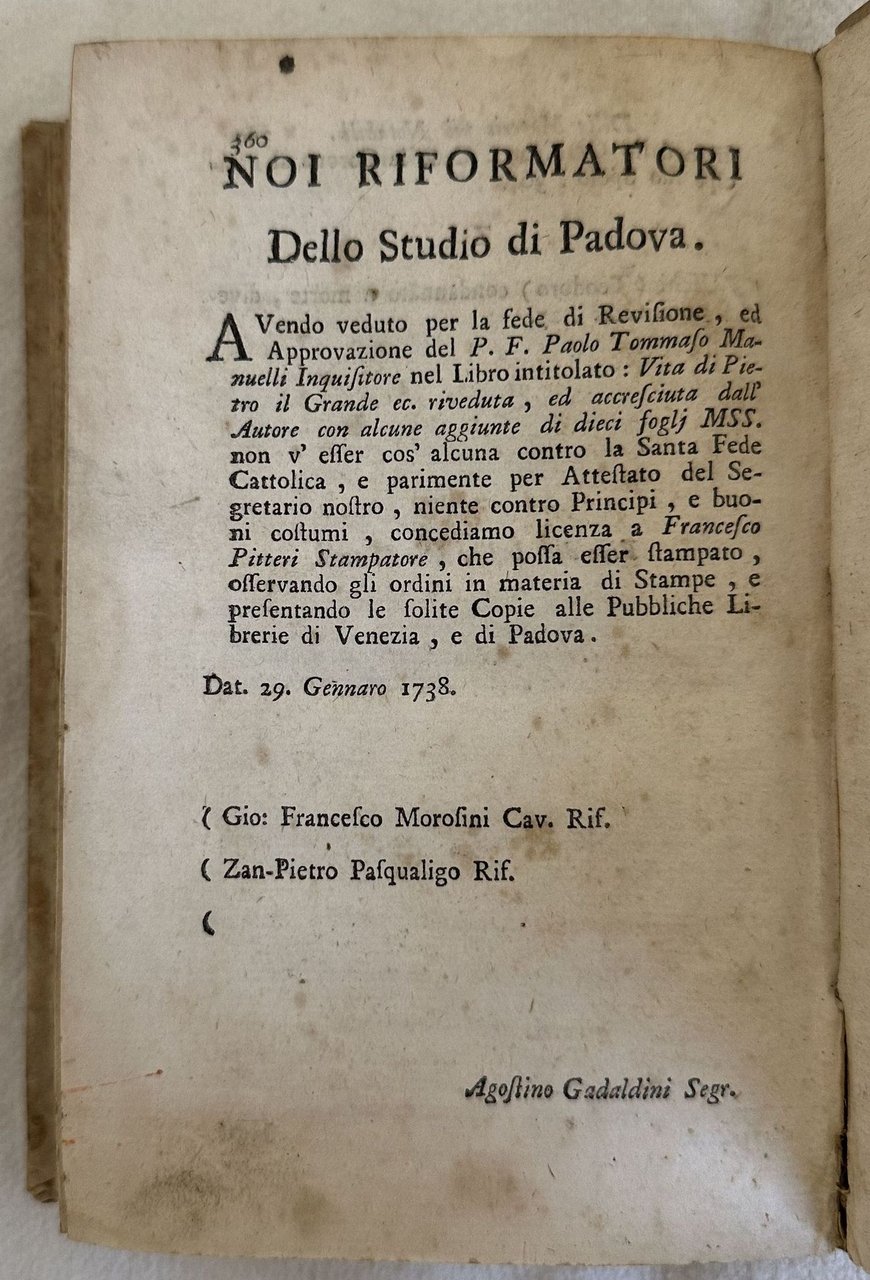 360
NOI RIFORMATORI
Dello Studio di Padova.
AVendo veduto per la fede di Reviſione, ed
Approvazione del P. F. Paolo Tommaſo Ma-
nuelli Inquiſitore nel Libro intitolato: Vita di Pie-
tro il Grande ec. riveduta, ed accreſciuta dall'
Autore con alcune aggiunte di dieci foglj MSS.
non v' eſſer cos' alcuna contro la Santa Fede
Cattolica, e parimente per Atteſtato del Se-
gretario noſtro, niente contro Principi, e buo-
ni coſtumi, concediamo licenza a Franceſco
Pitteri Stampatore, che poſſa eſſer ſtampato,
oſſervando gli ordini in materia di Stampe, e
preſentando le ſolite Copie alle Pubbliche Li-
brerie di Venezia, e di Padova.
Dat. 29. Gennaro 1738.
( Gio: Franceſco Moroſini Cav. Rif.
( Zan-Pietro Paſqualigo Rif.
(
Agoſtino Gadaldini Segr.